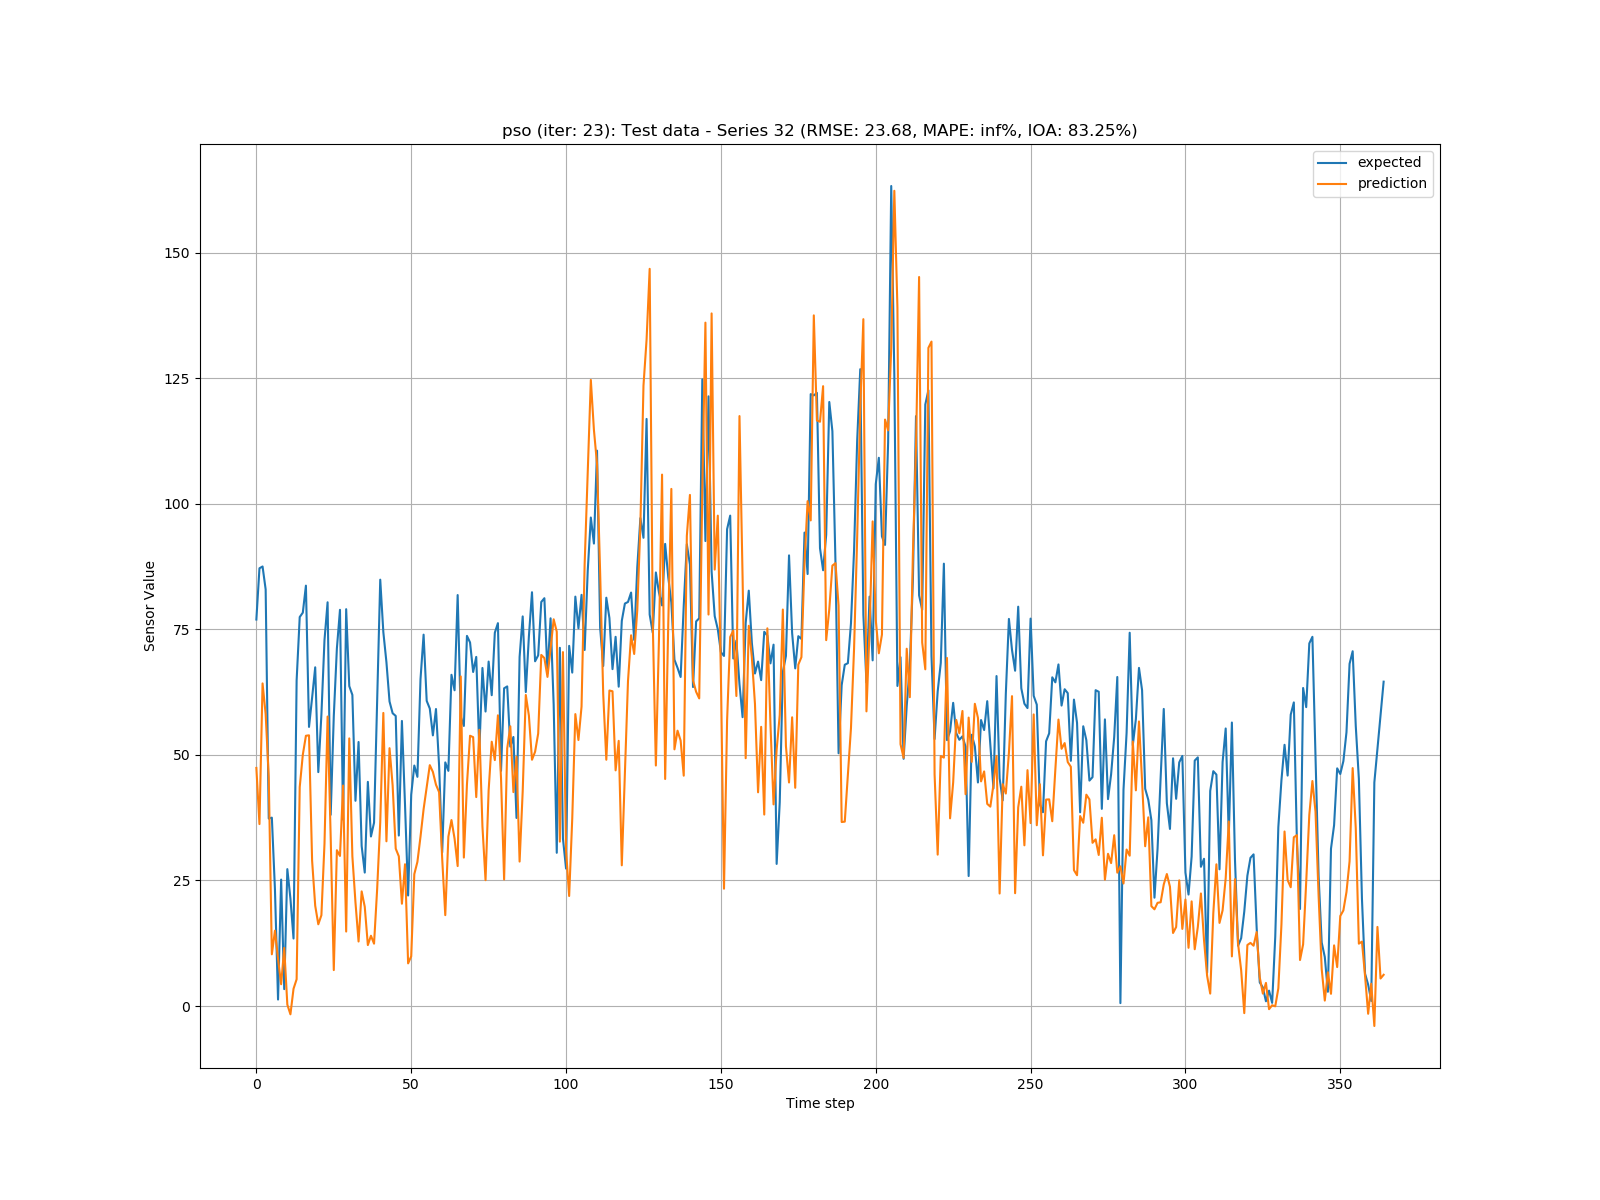 pso (iter: 23): Test data - Series 32 (RMSE: 23.68, MAPE: inf%, IOA: 83.25%)
expected
prediction
150
125
100
75
50
25
0
Sensor Value
0 50 100 150 200 250 300 350
Time step